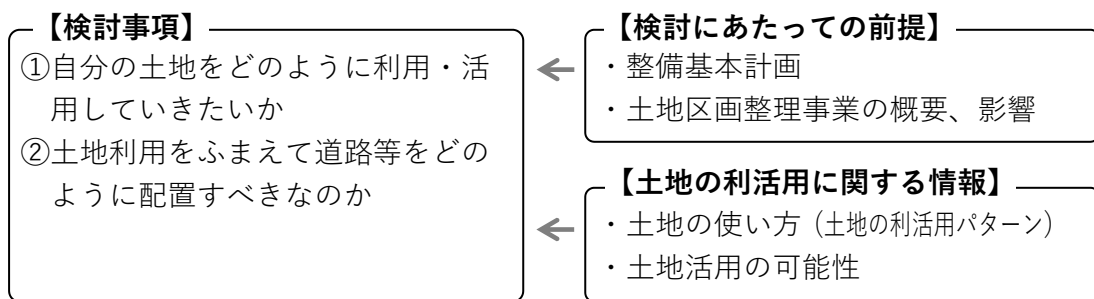 【検討事項】
①自分の土地をどのように利用・活
用していきたいか
②土地利用をふまえて道路等をどの
ように配置すべきなのか
【検討にあたっての前提】
・整備基本計画
・土地区画整理事業の概要、影響
【土地の利活用に関する情報】
・土地の使い方（土地の利活用パターン）
・土地活用の可能性